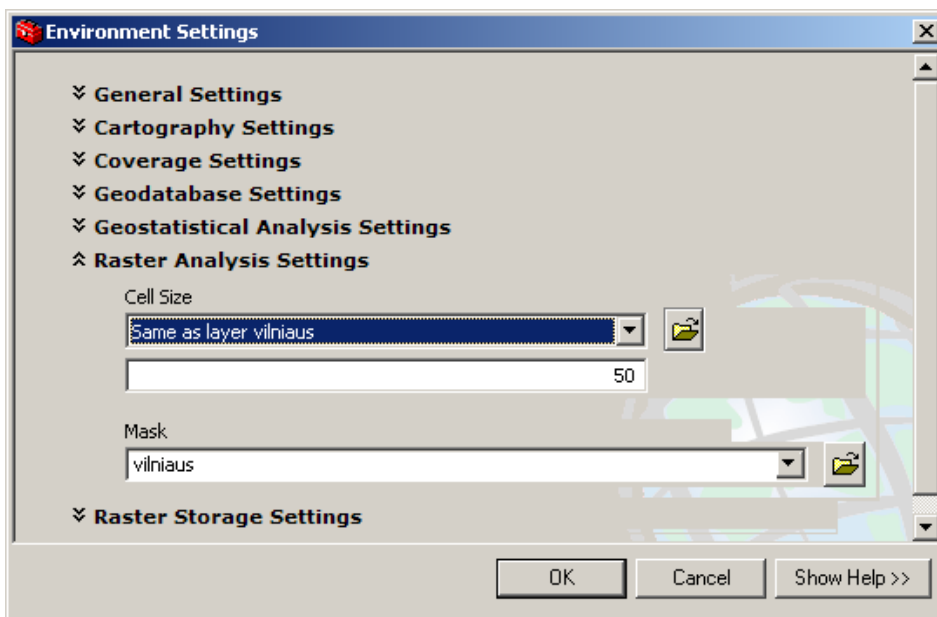 Environment Settings
General Settings
Cartography Settings
Coverage Settings
Geodatabase Settings
Geostatistical Analysis Settings
Raster Analysis Settings
Cell Size
Same as layer vilniaus
50
Mask
vilniaus
Raster Storage Settings
OK Cancel Show Help >>